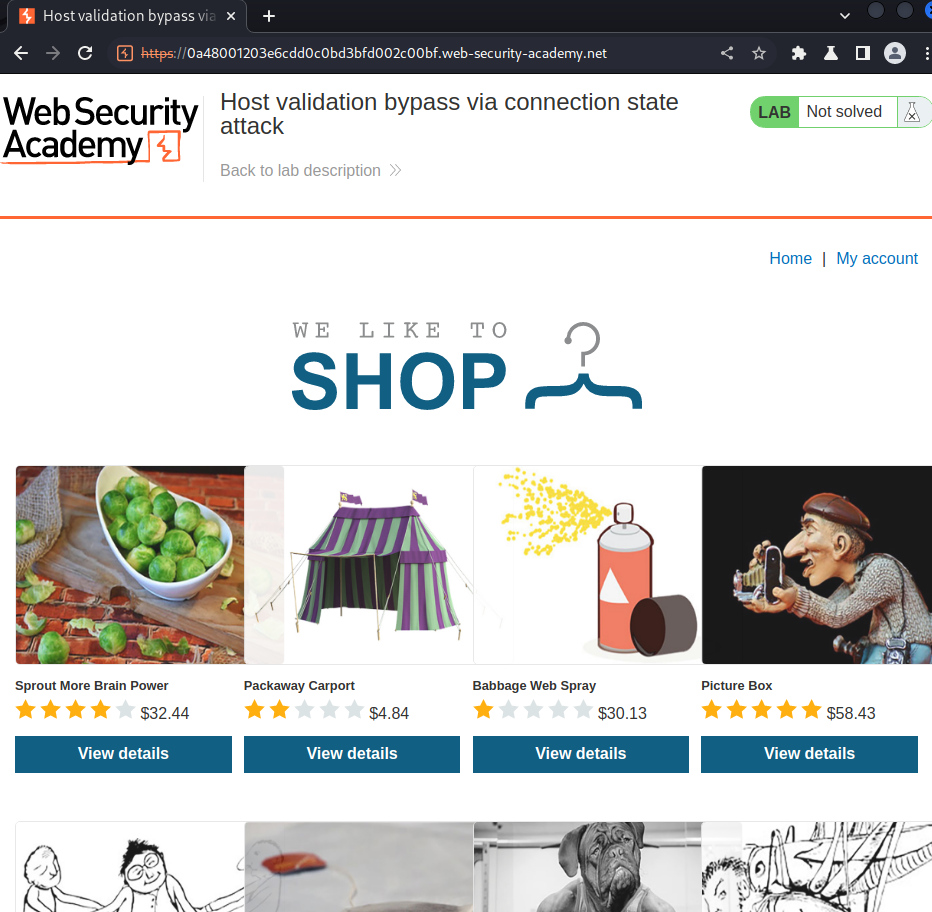 Host validation bypass via
https://0a48001203e6cdd0c0bd3bfd002c00bf.web-security-academy.net
Web Security
Academy
Host validation bypass via connection state
attack
Back to lab description
LAB
Not solved
Home | My account
WE LIKE TO
SHOP
Sprout More Brain Power
Packaway Carport
Babbage Web Spray
Picture Box
$32.44
$4.84
$30.13
$58.43
View details
View details
View details
View details